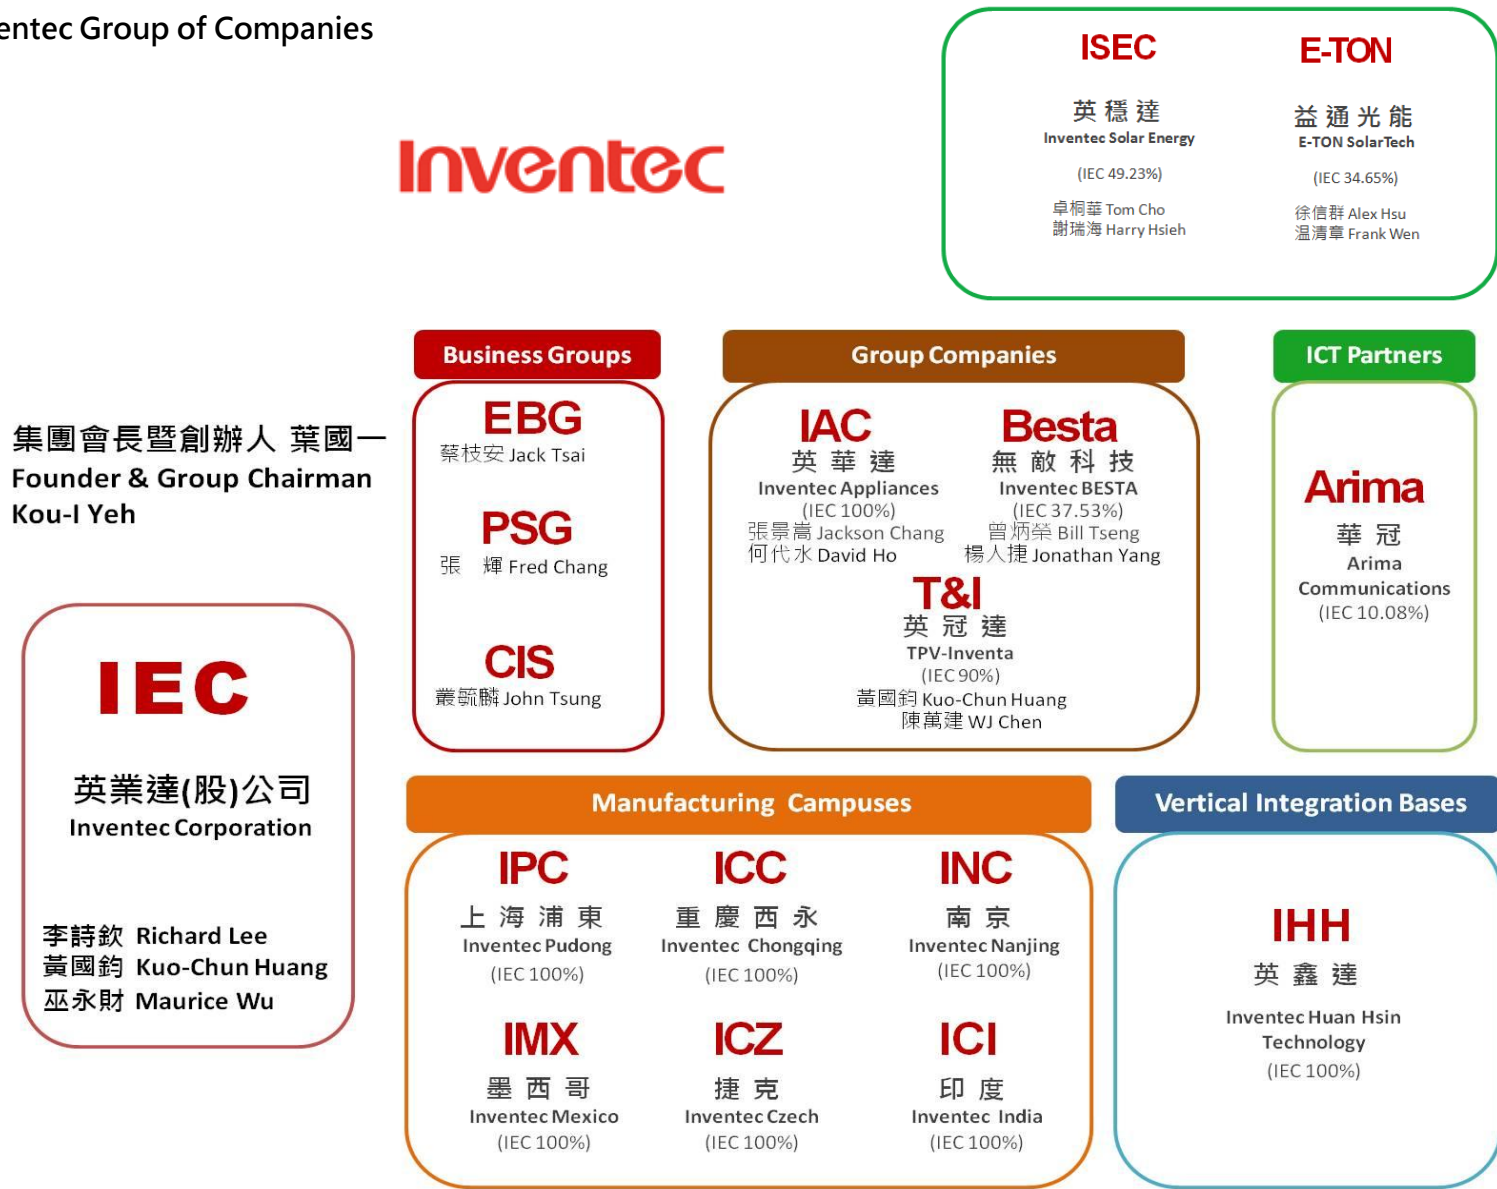 entec Group of Companies
Inventec
ISEC
英穩達
Inventec Solar Energy
(IEC 49.23%)
卓桐華 Tom Cho
謝瑞海 Harry Hsieh
E-TON
益通光能
E-TON SolarTech
(IEC 34.65%)
徐信群 Alex Hsu
温清章 Frank Wen
集團會長暨創辦人 葉國一
Founder & Group Chairman
Kou-I Yeh
IEC
英業達(股)公司
Inventec Corporation
李詩欽 Richard Lee
黃國鈞 Kuo-Chun Huang
巫永財 Maurice Wu
Business Groups
EBG
蔡枝安 Jack Tsai
PSG
張 輝 Fred Chang
CIS
叢毓麟 John Tsung
Group Companies
IAC
英華達
Inventec Appliances
(IEC 100%)
張景嵩 Jackson Chang
何代水 David Ho
Besta
無敵科技
Inventec BESTA
(IEC 37.53%)
曾炳榮 Bill Tseng
楊人捷 Jonathan Yang
T&I
英冠達
TPV-Inventa
(IEC 90%)
黃國鈞 Kuo-Chun Huang
陳萬建 WJ Chen
ICT Partners
Arima
華冠
Arima
Communications
(IEC 10.08%)
Manufacturing Campuses
IPC
上海浦東
Inventec Pudong
(IEC 100%)
ICC
重慶西永
Inventec Chongqing
(IEC 100%)
INC
南京
Inventec Nanjing
(IEC 100%)
IMX
墨西哥
Inventec Mexico
(IEC 100%)
ICZ
捷克
Inventec Czech
(IEC 100%)
ICI
印度
Inventec India
(IEC 100%)
Vertical Integration Bases
IHH
英鑫達
Inventec Huan Hsin
Technology
(IEC 100%)